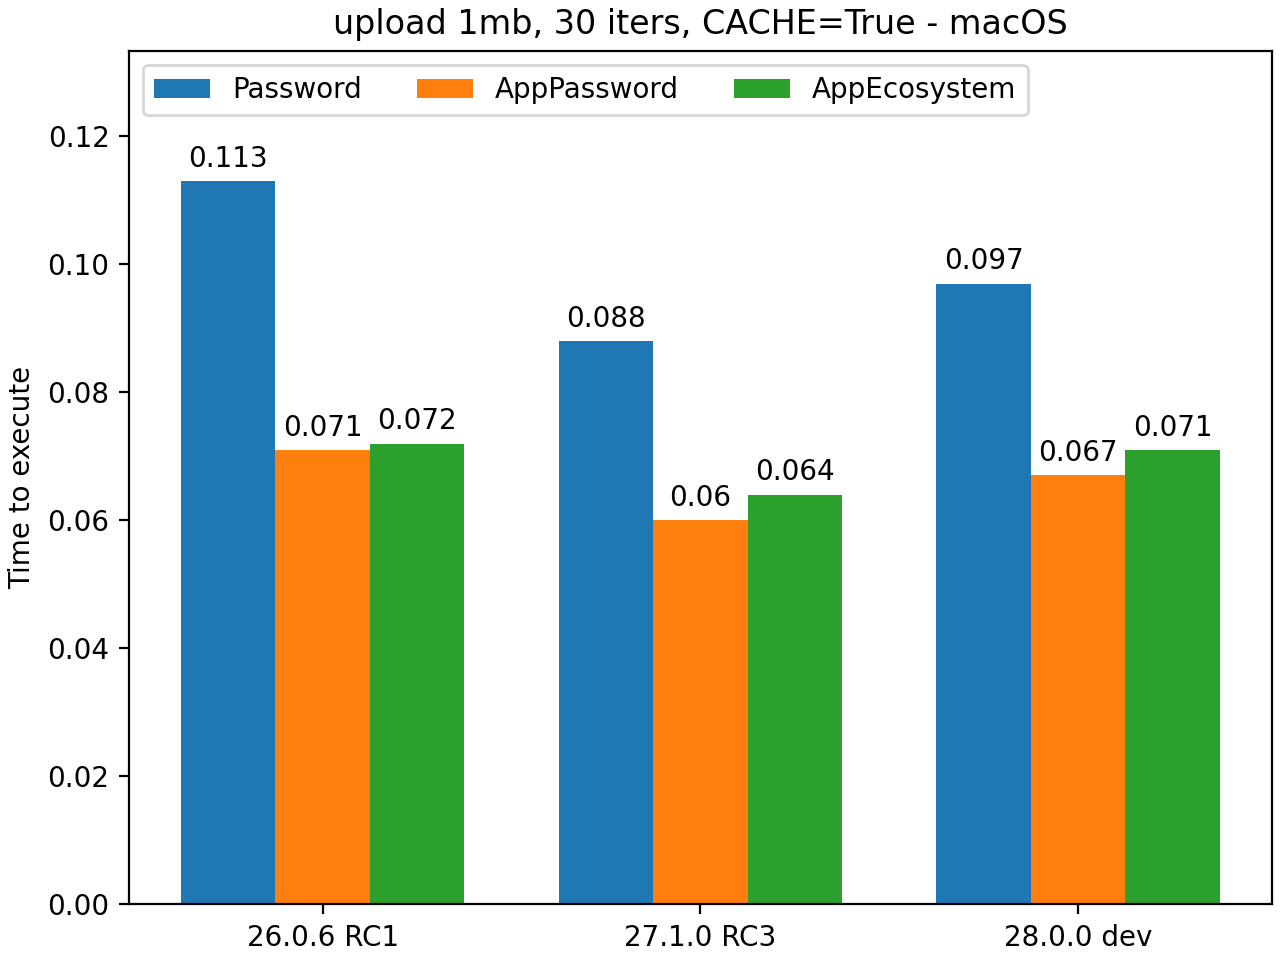 upload 1mb, 30 iters, CACHE=True - macOS
Password AppPassword AppEcosystem
Time to execute
0.12
0.10
0.08
0.06
0.04
0.02
0.00
0.113
0.071
0.072
0.088
0.06
0.064
0.097
0.067
0.071
26.0.6 RC1
27.1.0 RC3
28.0.0 dev